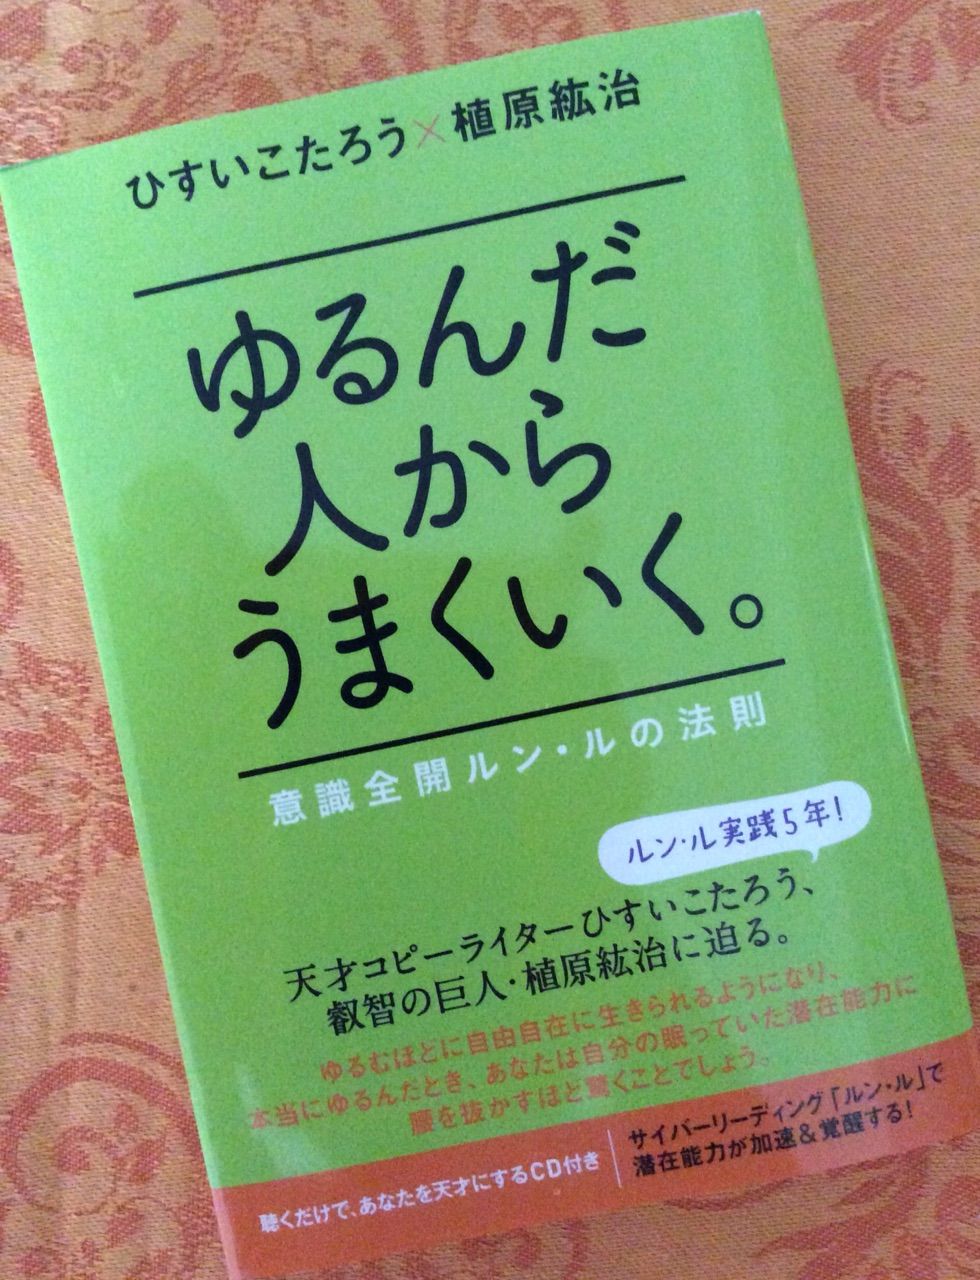 ひすいこたろう×植原紘治
ゆるんだ
人から
うまくいく。
意識全開ルン・ルの法則
ルン・ル実践5年!
天才コピーライターひすいこたろう、
叡智の巨人・植原紘治に迫る。
ゆるむほどに自由自在に生きられるようになり、
本当にゆるんだとき、あなたは自分の眠っていた潜在能力に
腰を抜かすほど驚くことでしょう。
聴くだけで、あなたを天才にするCD付き
サイバーリーディング「ルン・ル」で
潜在能力が加速&覚醒する!